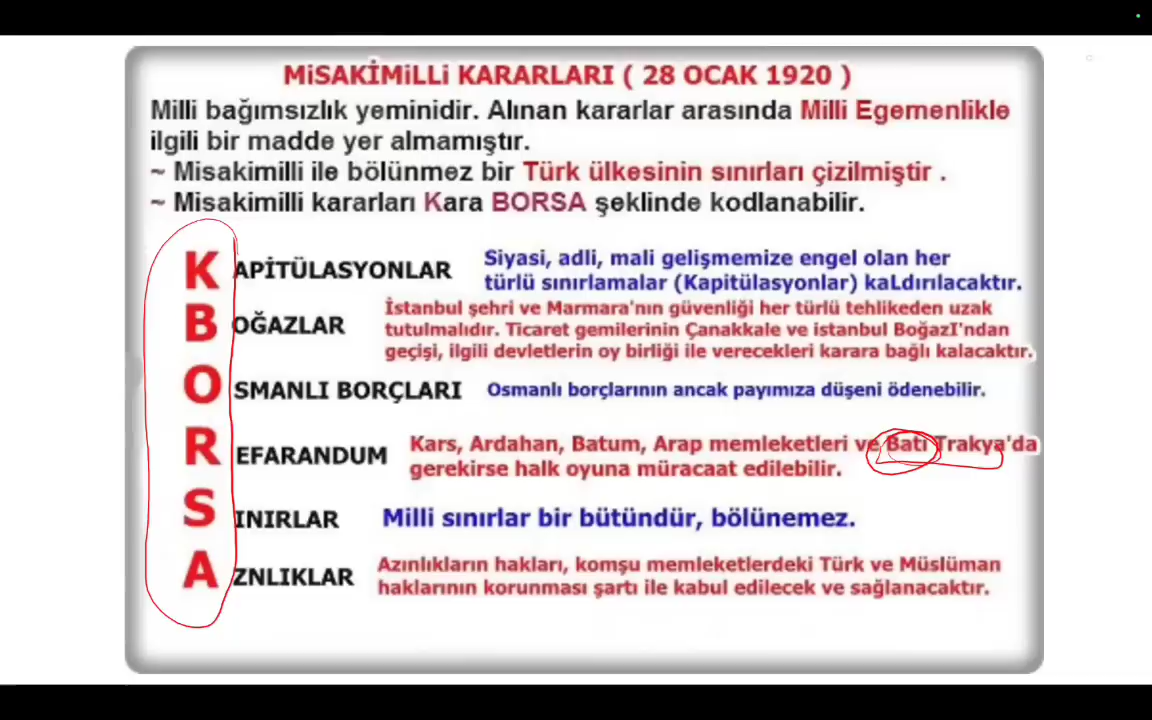 MiSAKİMiLLi KARARLARI ( 28 OCAK 1920 )
Milli bağımsızlık yeminidir. Alınan kararlar arasında Milli Egemenlikle
ilgili bir madde yer almamıştır.
~ Misakimilli ile bölünmez bir Türk ülkesinin sınırları çizilmiştir .
~ Misakimilli kararları Kara BORSA şeklinde kodlanabilir.
KAPİTÜLASYONLAR Siyasi, adli, mali gelişmemize engel olan her
türlü sınırlamalar (Kapitülasyonlar) kaLdırılacaktır.
BOĞAZLAR İstanbul şehri ve Marmara'nın güvenliği her türlü tehlikeden uzak
tutulmalıdır. Ticaret gemilerinin Çanakkale ve istanbul BoğazI'ndan
geçişi, ilgili devletlerin oy birliği ile verecekleri karara bağlı kalacaktır.
OSMANLI BORÇLARI Osmanlı borçlarının ancak payımıza düşeni ödenebilir.
REFARANDUM Kars, Ardahan, Batum, Arap memleketleri ve Batı Trakya'da
gerekirse halk oyuna müracaat edilebilir.
SINIRLAR Milli sınırlar bir bütündür, bölünemez.
AZNLIKLAR Azınlıkların hakları, komşu memleketlerdeki Türk ve Müslüman
haklarının korunması şartı ile kabul edilecek ve sağlanacaktır.